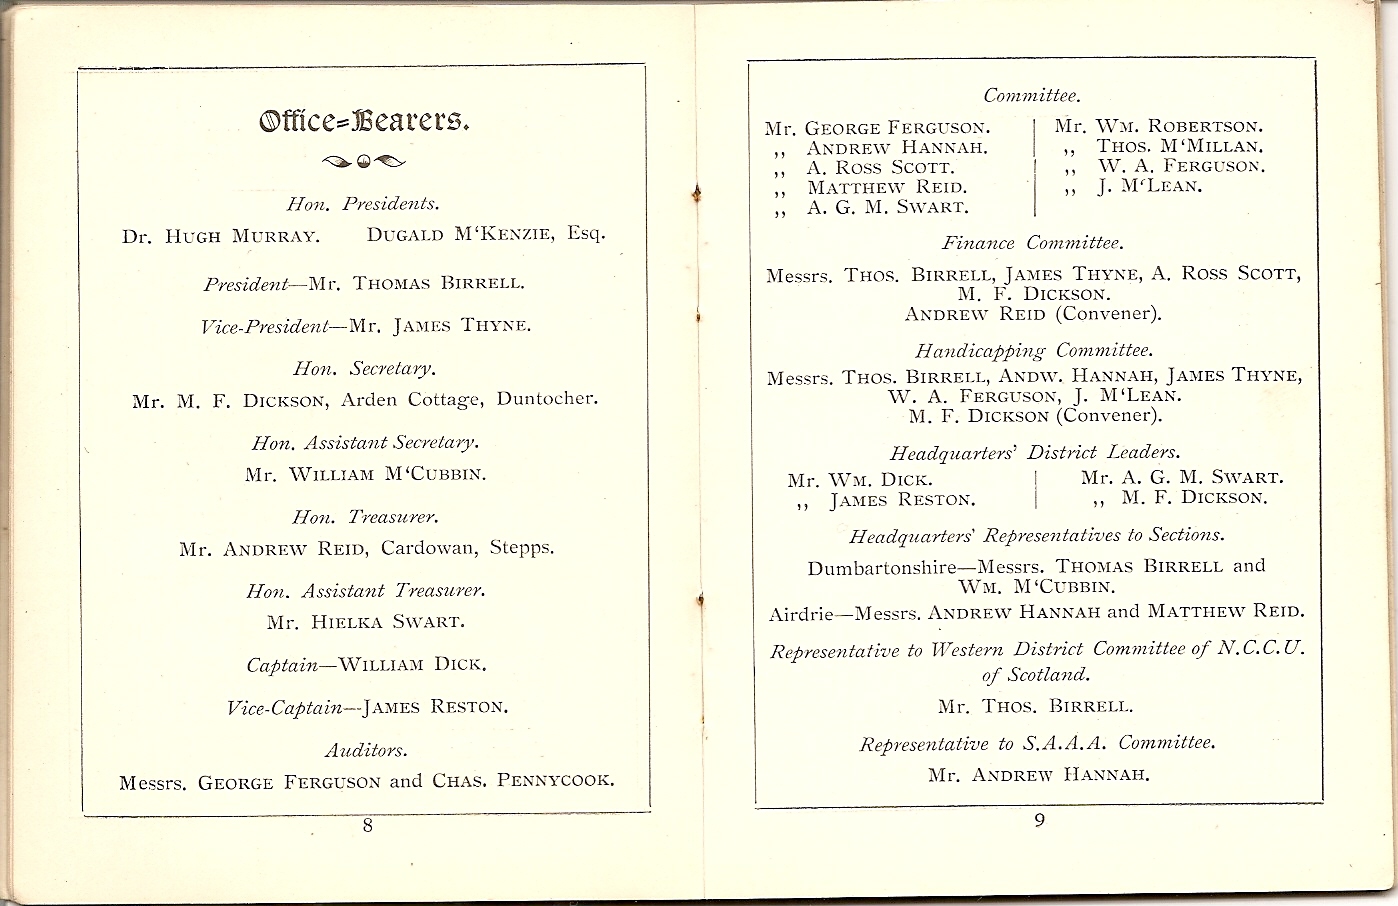 Office=Bearers.
Hon. Presidents.
Dr. HUGH MURRAY. DUGALD M'KENZIE, Esq.
President—Mr. THOMAS BIRRELL.
Vice-President—Mr. JAMES THYNE.
Hon. Secretary.
Mr. M. F. DICKSON, Arden Cottage, Duntocher.
Hon. Assistant Secretary.
Mr. WILLIAM M'CUBBIN.
Hon. Treasurer.
Mr. ANDREW REID, Cardowan, Stepps.
Hon. Assistant Treasurer.
Mr. HIELKA SWART.
Captain—WILLIAM DICK.
Vice-Captain—JAMES RESTON.
Auditors.
Messrs. GEORGE FERGUSON and CHAS. PENNYCOOK.
8
Committee.
Mr. GEORGE FERGUSON.
,, ANDREW HANNAH.
,, A. ROSS SCOTT.
,, MATTHEW REID.
,, A. G. M. SWART.
Mr. WM. ROBERTSON.
,, THOS. M'MILLAN.
,, W. A. FERGUSON.
,, J. M'LEAN.
Finance Committee.
Messrs. THOS. BIRRELL, JAMES THYNE, A. ROSS SCOTT,
M. F. DICKSON.
ANDREW REID (Convener).
Handicapping Committee.
Messrs. THOS. BIRRELL, ANDW. HANNAH, JAMES THYNE,
W. A. FERGUSON, J. M'LEAN.
M. F. DICKSON (Convener).
Headquarters' District Leaders.
Mr. WM. DICK.
,, JAMES RESTON.
Mr. A. G. M. SWART.
,, M. F. DICKSON.
Headquarters' Representatives to Sections.
Dumbartonshire—Messrs. THOMAS BIRRELL and
WM. M'CUBBIN.
Airdrie—Messrs. ANDREW HANNAH and MATTHEW REID.
Representative to Western District Committee of N.C.C.U.
of Scotland.
Mr. THOS. BIRRELL.
Representative to S.A.A.A. Committee.
Mr. ANDREW HANNAH.
9